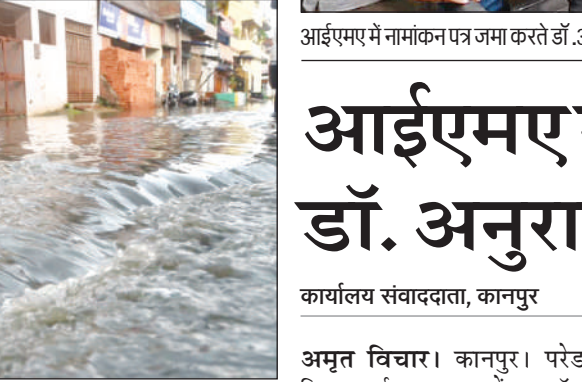 आईएमए में नामांकन पत्र जमा करते डॉ.
आईएमए
डॉ. अनुरा
कार्यालय संवाददाता, कानपुर
अमृत विचार। कानपुर। परेड